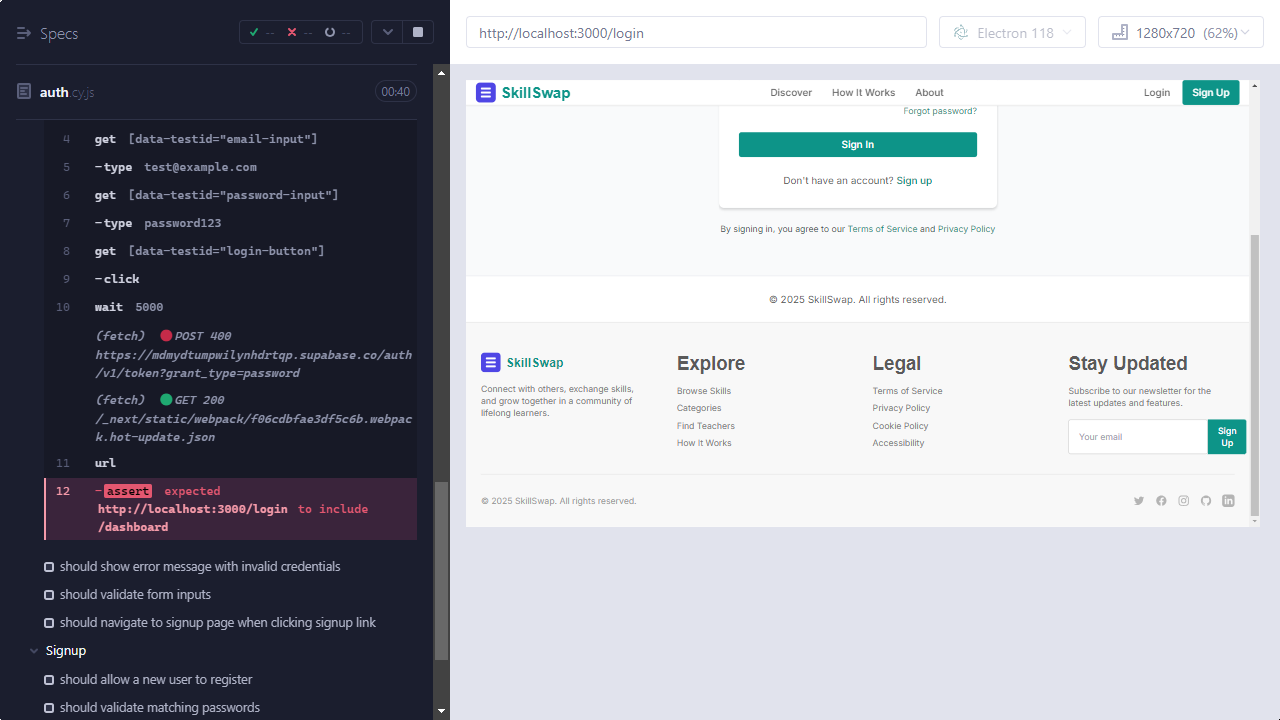 Specs
-- -- --
auth.cy.js
00:40
4 get [data-testid="email-input"]
5 -type test@example.com
6 get [data-testid="password-input"]
7 -type password123
8 get [data-testid="login-button"]
9 -click
10 wait 5000
(fetch) POST 400
https://mdmydtumpwilynhdrtqp.supabase.co/auth
/v1/token?grant_type=password
(fetch) GET 200
/_next/static/webpack/f06cdbfae3df5c6b.webpac
k.hot-update.json
11 url
12 -assert expected
http://localhost:3000/login to include
/dashboard
should show error message with invalid credentials
should validate form inputs
should navigate to signup page when clicking signup link
Signup
should allow a new user to register
should validate matching passwords
http://localhost:3000/login
Electron 118
1280x720 (62%)
SkillSwap
Discover How It Works About
Login Sign Up
Forgot password?
Sign In
Don't have an account? Sign up
By signing in, you agree to our Terms of Service and Privacy Policy
© 2025 SkillSwap. All rights reserved.
SkillSwap
Connect with others, exchange skills,
and grow together in a community of
lifelong learners.
Explore
Browse Skills
Categories
Find Teachers
How It Works
Legal
Terms of Service
Privacy Policy
Cookie Policy
Accessibility
Stay Updated
Subscribe to our newsletter for the
latest updates and features.
Your email
Sign
Up
© 2025 SkillSwap. All rights reserved.